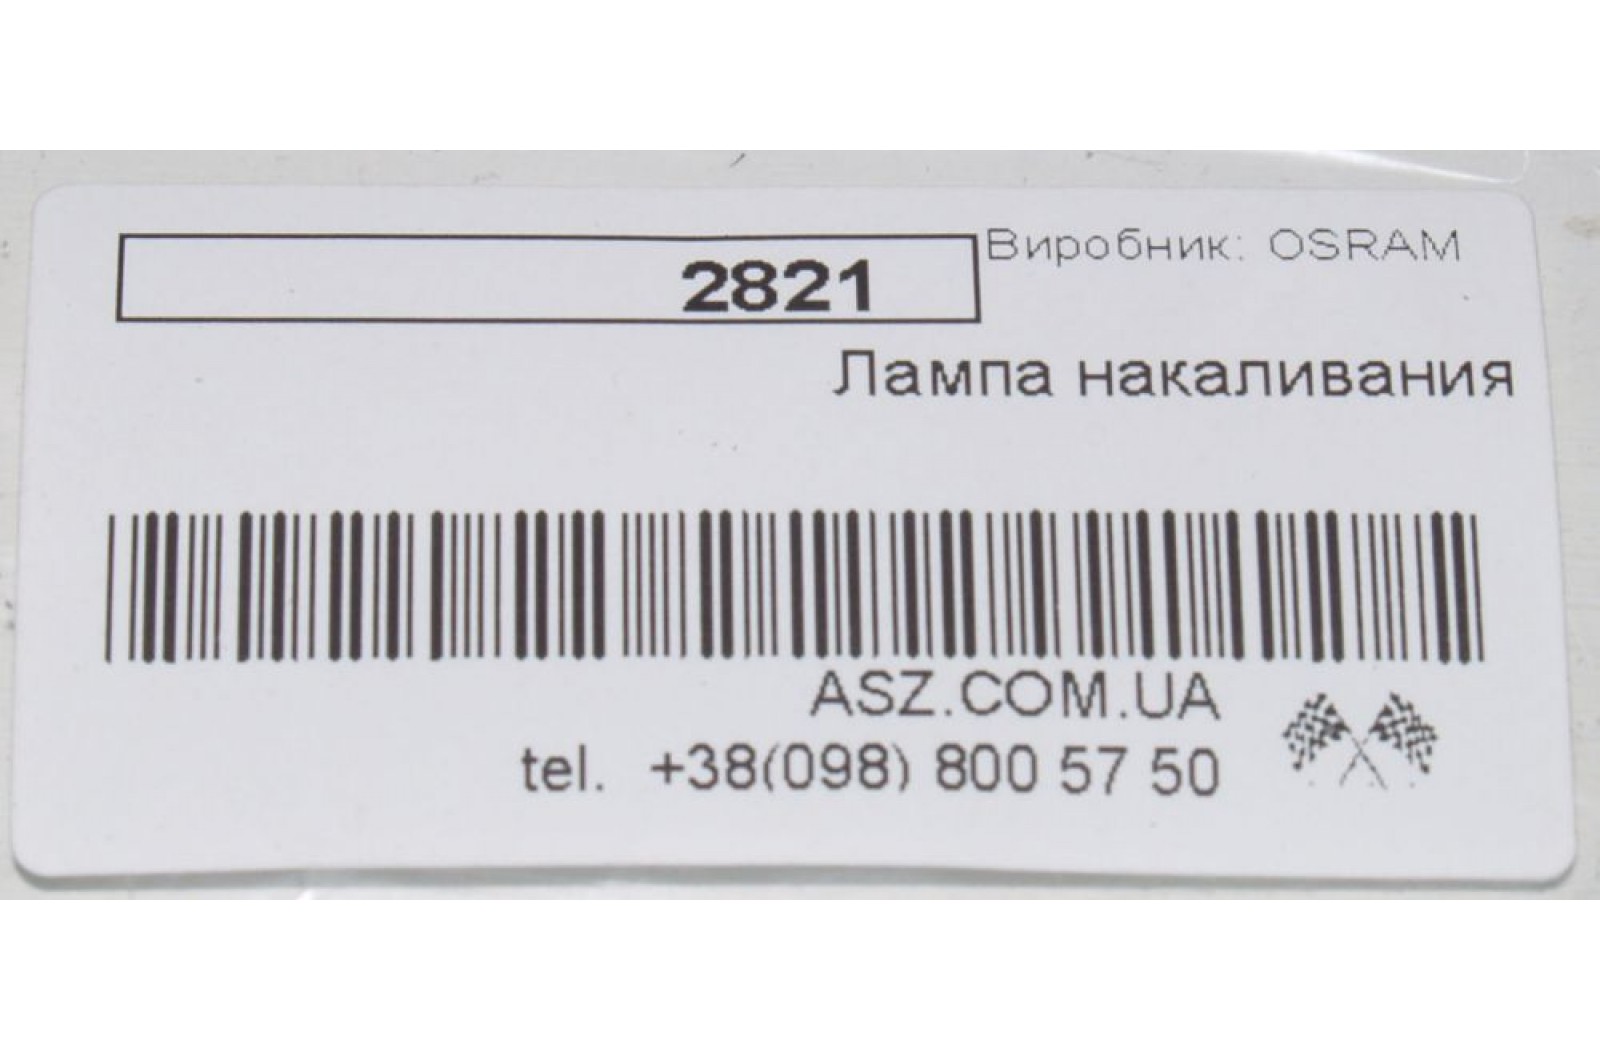 2821
Виробник: OSRAM
Лампа накаливания
ASZ.COM.UA
tel. +38(098) 800 57 50